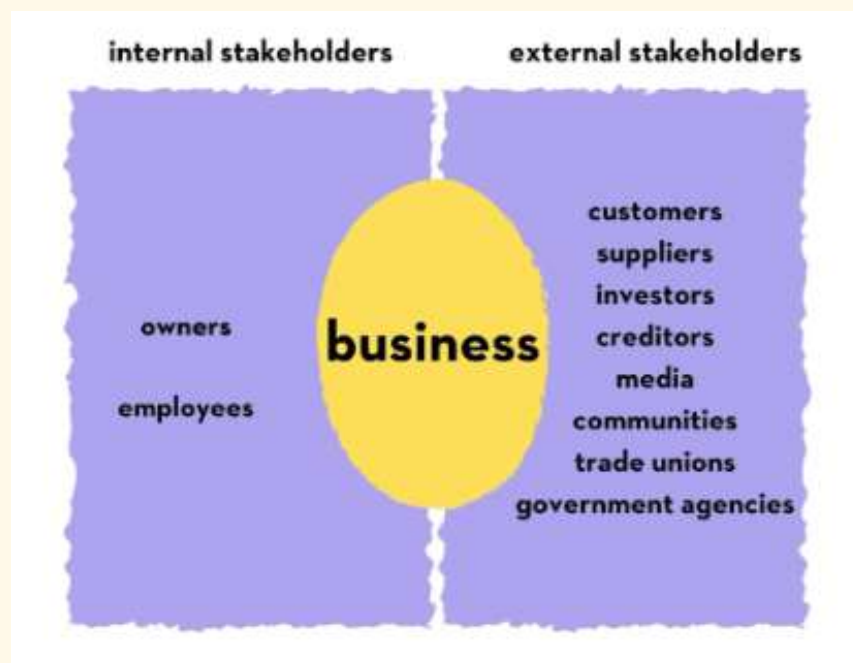 internal stakeholders
external stakeholders
owners
employees
business
customers
suppliers
investors
creditors
media
communities
trade unions
government agencies